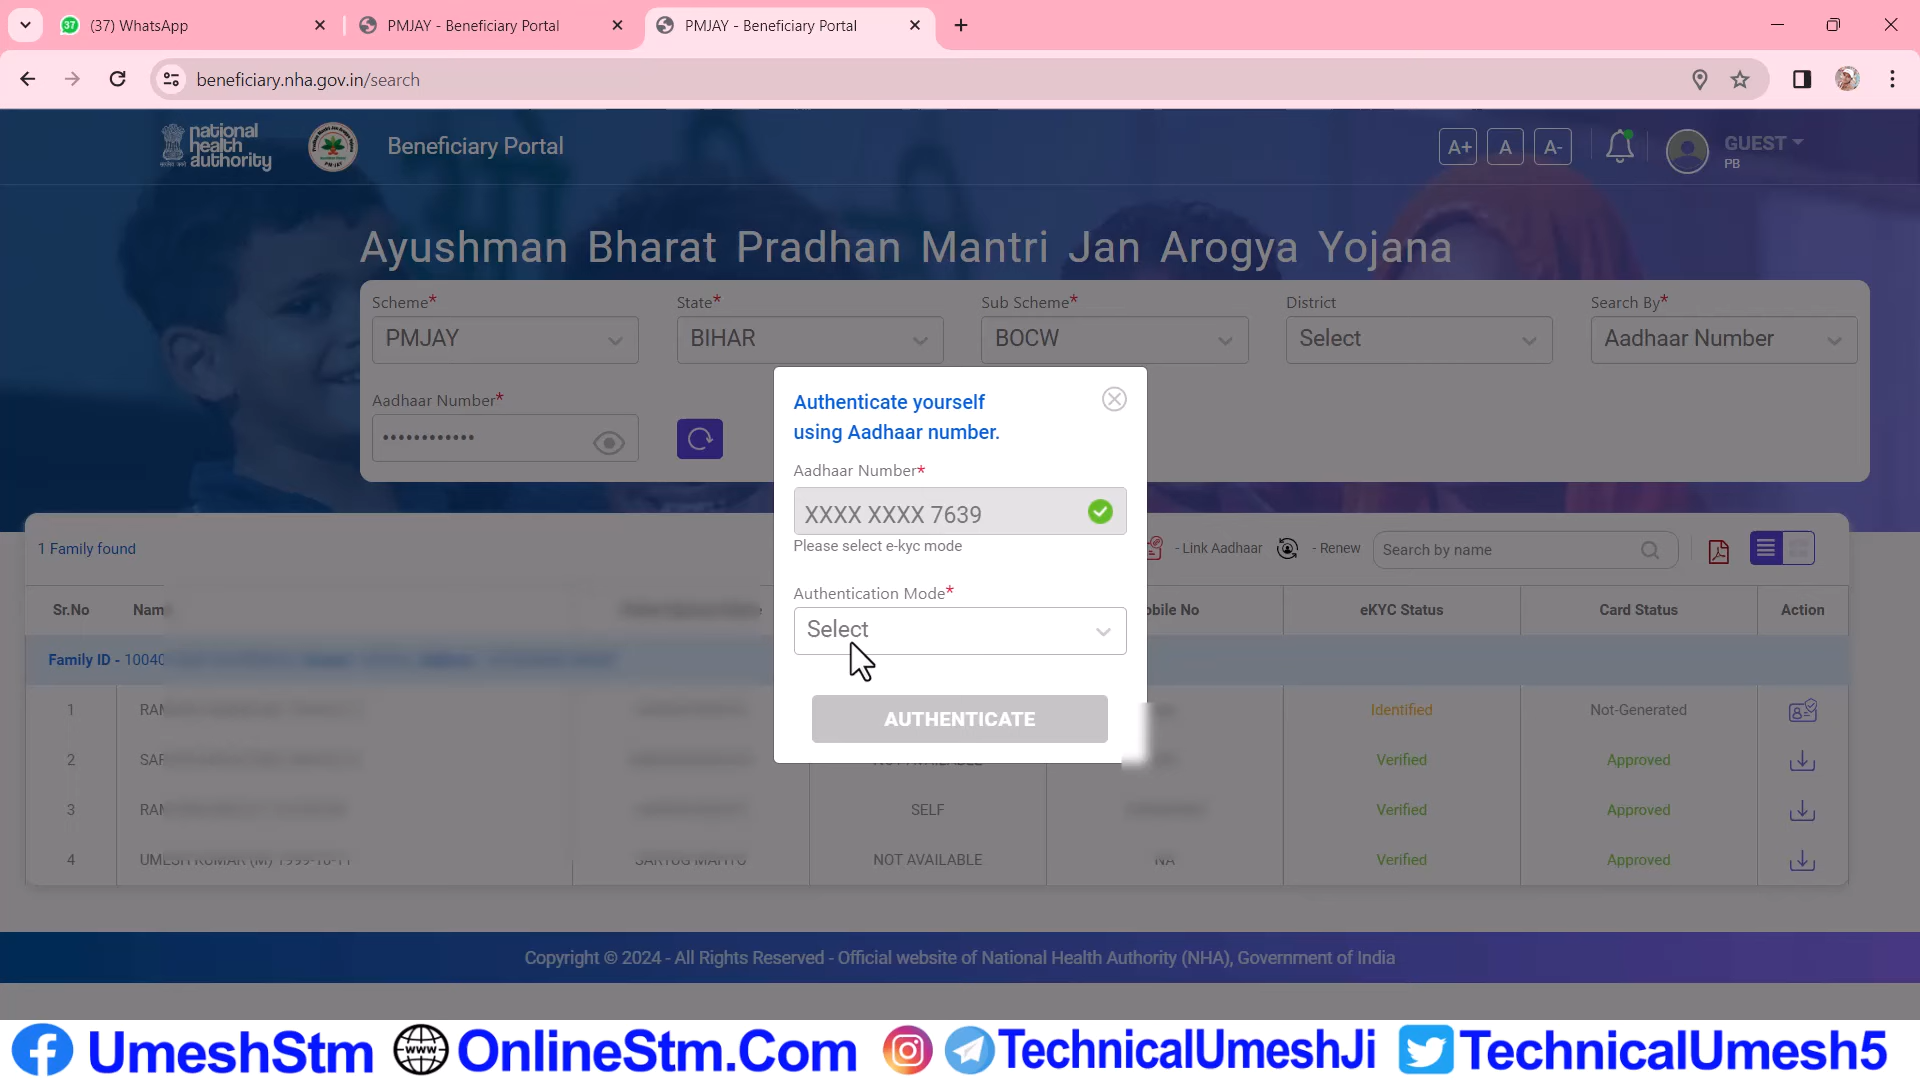 (37) WhatsApp
PMJAY - Beneficiary Portal
PMJAY - Beneficiary Portal
beneficiary.nha.gov.in/search
national
health
authority
Beneficiary Portal
A+ A A-
GUEST
PB
Ayushman Bharat Pradhan Mantri Jan Arogya Yojana
Scheme* State* Sub Scheme* District Search By*
PMJAY BIHAR BOCW Select Aadhaar Number
Aadhaar Number*
••••••••••••
Authenticate yourself
using Aadhaar number.
Aadhaar Number*
XXXX XXXX 7639
Please select e-kyc mode
Authentication Mode*
Select
AUTHENTICATE
1 Family found - Link Aadhaar - Renew Search by name
Sr.No eKYC Status Card Status Action
Family ID -
1 Identified Not-Generated
2 Verified Approved
3 SELF Verified Approved
4 NOT AVAILABLE NA Verified Approved
Copyright © 2024 - All Rights Reserved - Official website of National Health Authority (NHA), Government of India
UmeshStm OnlineStm.Com TechnicalUmeshJi TechnicalUmesh5